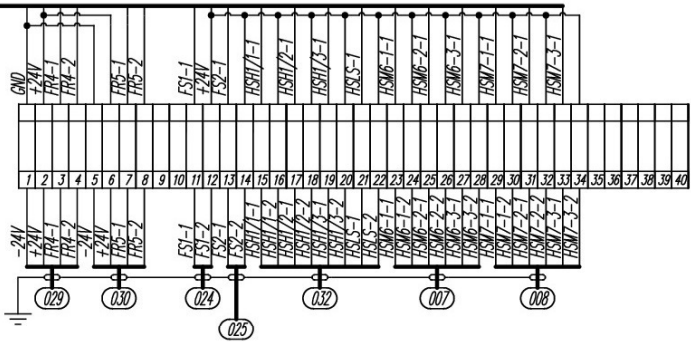 GND +24V FR4-1 FR4-2 FR5-1 FR5-2 FS1-1 +24V FS2-1 HSH1/1-1 HSH1/2-1 HSH1/3-1 HSLS-1 HSM6-1-1 HSM6-2-1 HSM6-3-1 HSM7-1-1 HSM7-2-1 HSM7-3-1
1 2 3 4 5 6 7 8 9 10 11 12 13 14 15 16 17 18 19 20 21 22 23 24 25 26 27 28 29 30 31 32 33 34 35 36 37 38 39 40
-24V +24V FR4-1 FR4-2 -24V +24V FR5-1 FR5-2 FS1-1 FS1-2 FS2-1 FS2-2 HSH1/1-1 HSH1/1-2 HSH1/2-1 HSH1/2-2 HSH1/3-1 HSH1/3-2 HSLS-1 HSLS-2 HSM6-1-1 HSM6-1-2 HSM6-2-1 HSM6-2-2 HSM6-3-1 HSM6-3-2 HSM7-1-1 HSM7-1-2 HSM7-2-1 HSM7-2-2 HSM7-3-1 HSM7-3-2
029 030 024 032 007 008
025